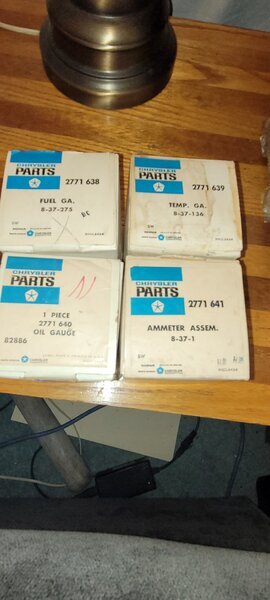 CHRYSLER
PARTS
2771 638
FUEL GA.
8-37-275
CHRYSLER
PARTS
2771 639
TEMP. GA.
8-37-136
CHRYSLER
PARTS
1 PIECE
2771 640
OIL GAUGE
82886
CHRYSLER
PARTS
2771 641
AMMETER ASSEM.
8-37-1